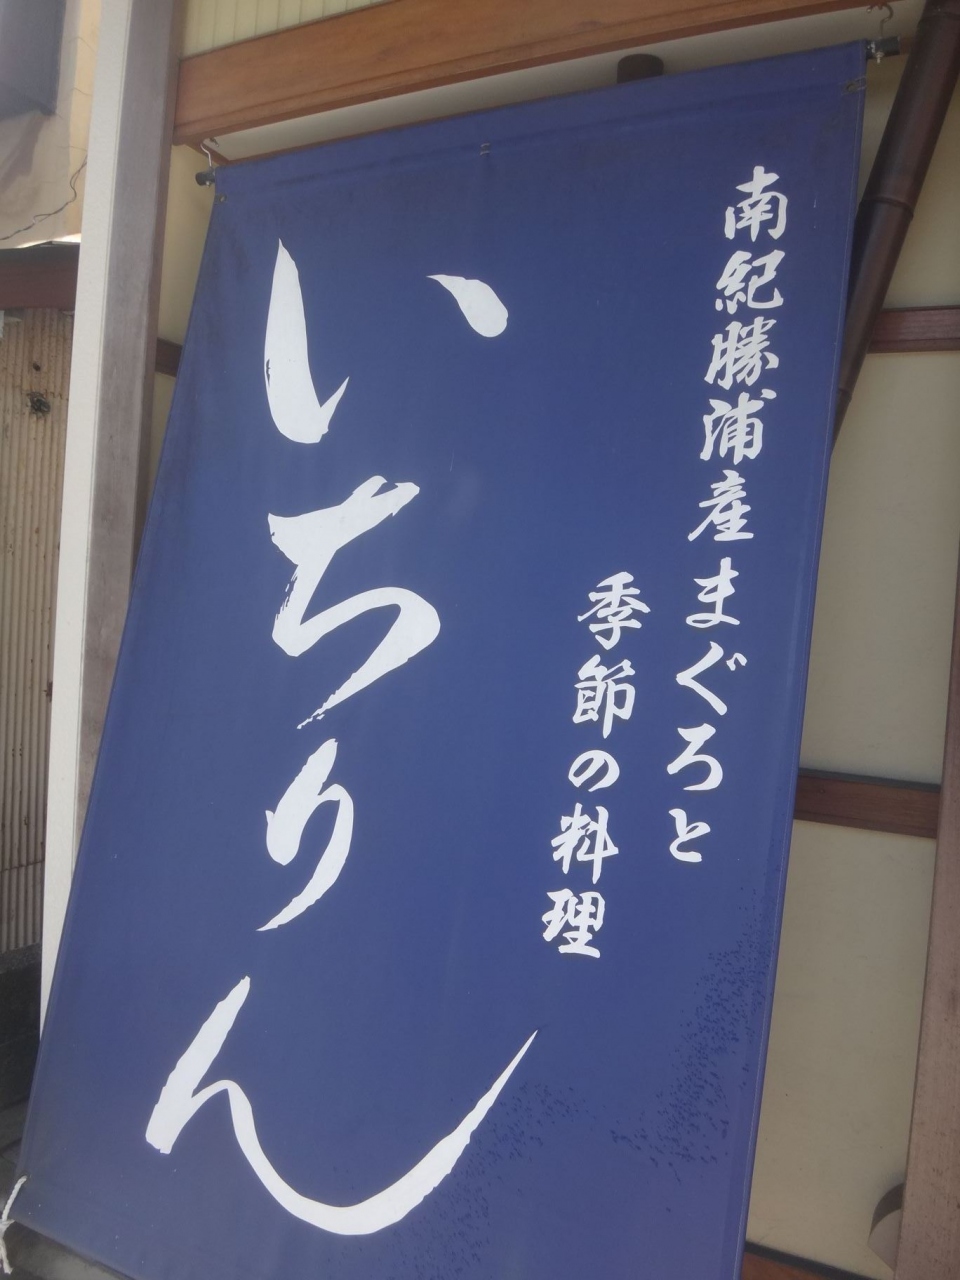 南紀勝浦産まぐろと
季節の料理
いちりん